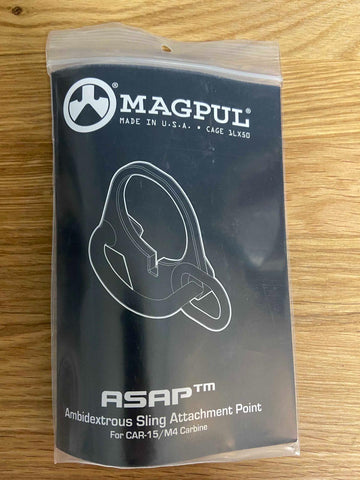 MAGPUL®
MADE IN U.S.A. • CAGE 1LX50
ASAP™
Ambidextrous Sling Attachment Point
For CAR-15/M4 Carbine